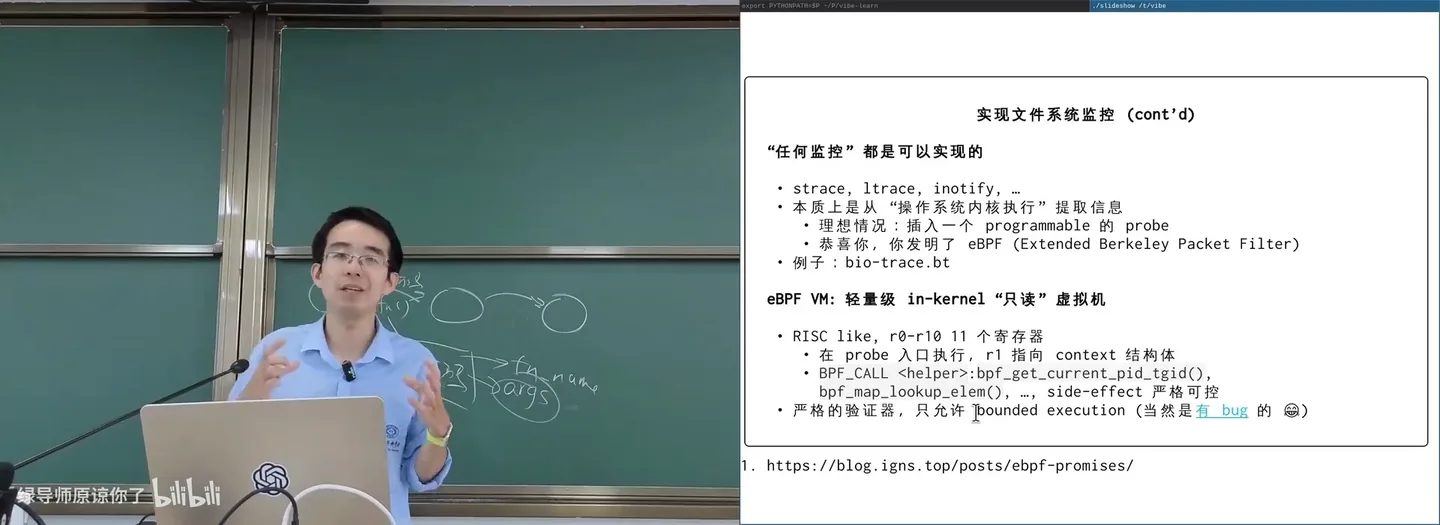 export PYTHONPATH=$P ~/P/vibe-learn
./slideshow /t/vibe
实现文件系统监控 (cont’d)
“任何监控” 都是可以实现的
• strace, ltrace, inotify, …
• 本质上是从 “操作系统内核执行” 提取信息
• 理想情况：插入一个 programmable 的 probe
• 恭喜你，你发明了 eBPF (Extended Berkeley Packet Filter)
• 例子：bio-trace.bt
eBPF VM: 轻量级 in-kernel “只读” 虚拟机
• RISC like, r0-r10 11 个寄存器
• 在 probe 入口执行，r1 指向 context 结构体
• BPF_CALL <helper>:bpf_get_current_pid_tgid(),
bpf_map_lookup_elem(), …, side-effect 严格可控
• 严格的验证器，只允许 bounded execution (当然是有 bug 的 😁)
1. https://blog.igns.top/posts/ebpf-promises/
fn name
args
绿导师原谅你了 bilibili